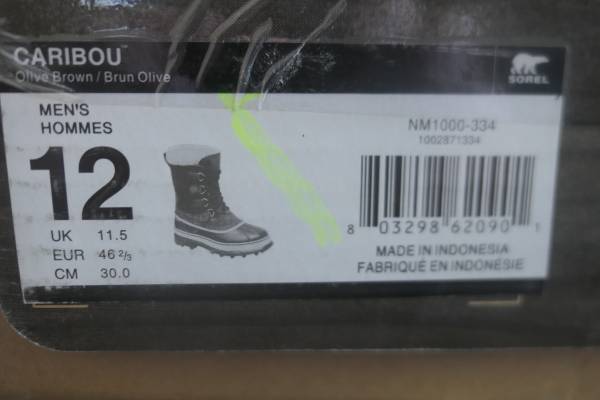 CARIBOU™
Olive Brown / Brun Olive
SOREL
MEN'S
HOMMES
12
UK 11.5
EUR 46 2/3
CM 30.0
NM1000-334
1002871334
8 03298 62090 1
MADE IN INDONESIA
FABRIQUÉ EN INDONÉSIE